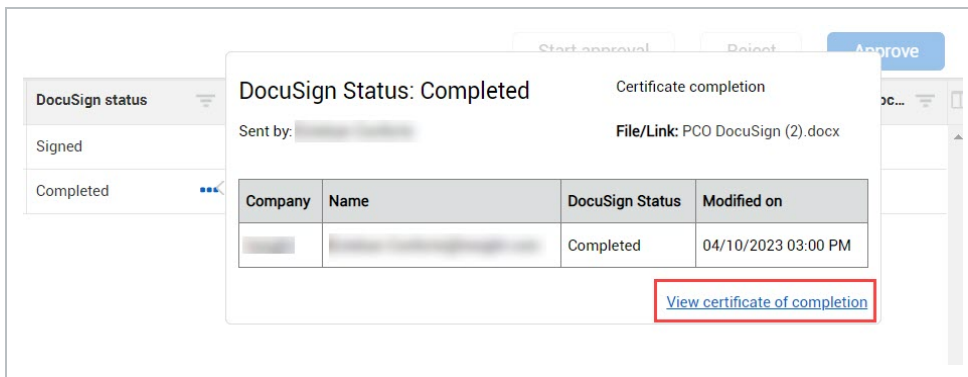 Start approval Reject Approve
DocuSign status
Signed
Completed
DocuSign Status: Completed
Certificate completion
Sent by:
File/Link: PCO DocuSign (2).docx
Company Name DocuSign Status Modified on
Completed 04/10/2023 03:00 PM
View certificate of completion